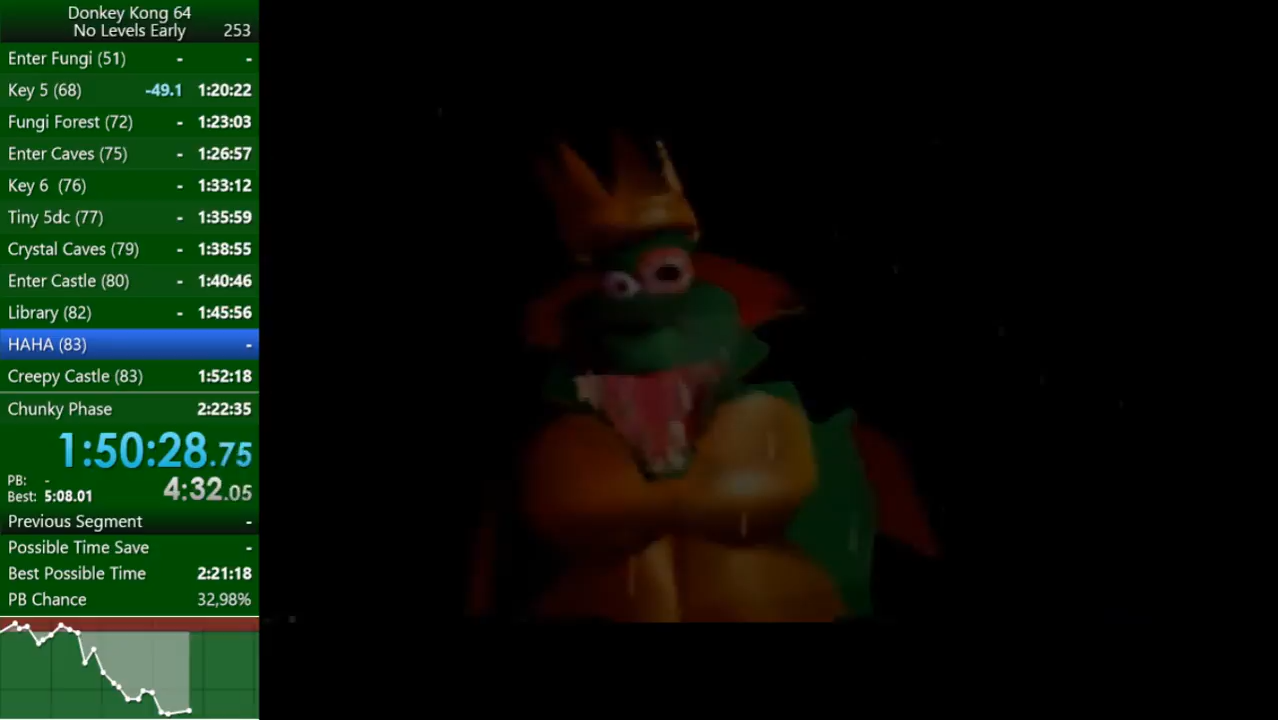 Donkey Kong 64
No Levels Early 253
Enter Fungi (51) - -
Key 5 (68) -49.1 1:20:22
Fungi Forest (72) - 1:23:03
Enter Caves (75) - 1:26:57
Key 6 (76) - 1:33:12
Tiny 5dc (77) - 1:35:59
Crystal Caves (79) - 1:38:55
Enter Castle (80) - 1:40:46
Library (82) - 1:45:56
HAHA (83) -
Creepy Castle (83) 1:52:18
Chunky Phase 2:22:35
1:50:28.75
PB: -
Best: 5:08.01 4:32.05
Previous Segment -
Possible Time Save -
Best Possible Time 2:21:18
PB Chance 32,98%